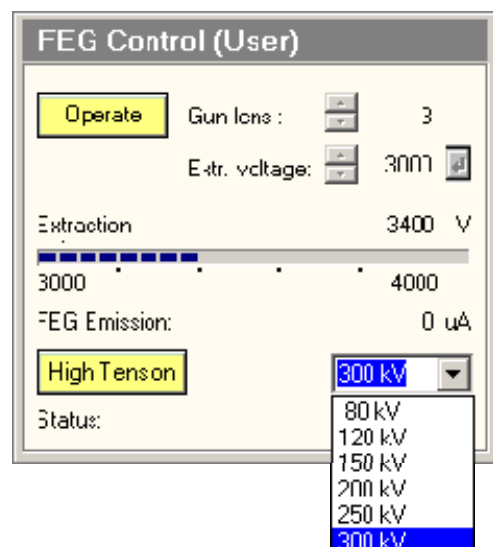 FEG Control (User)
Operate Gun lens : 3
Extr. voltage: 3000
Extraction 3400 V
3000 4000
FEG Emission: 0 uA
High Tenson 300 kV
Status:
80 kV
120 kV
150 kV
200 kV
250 kV
300 kV